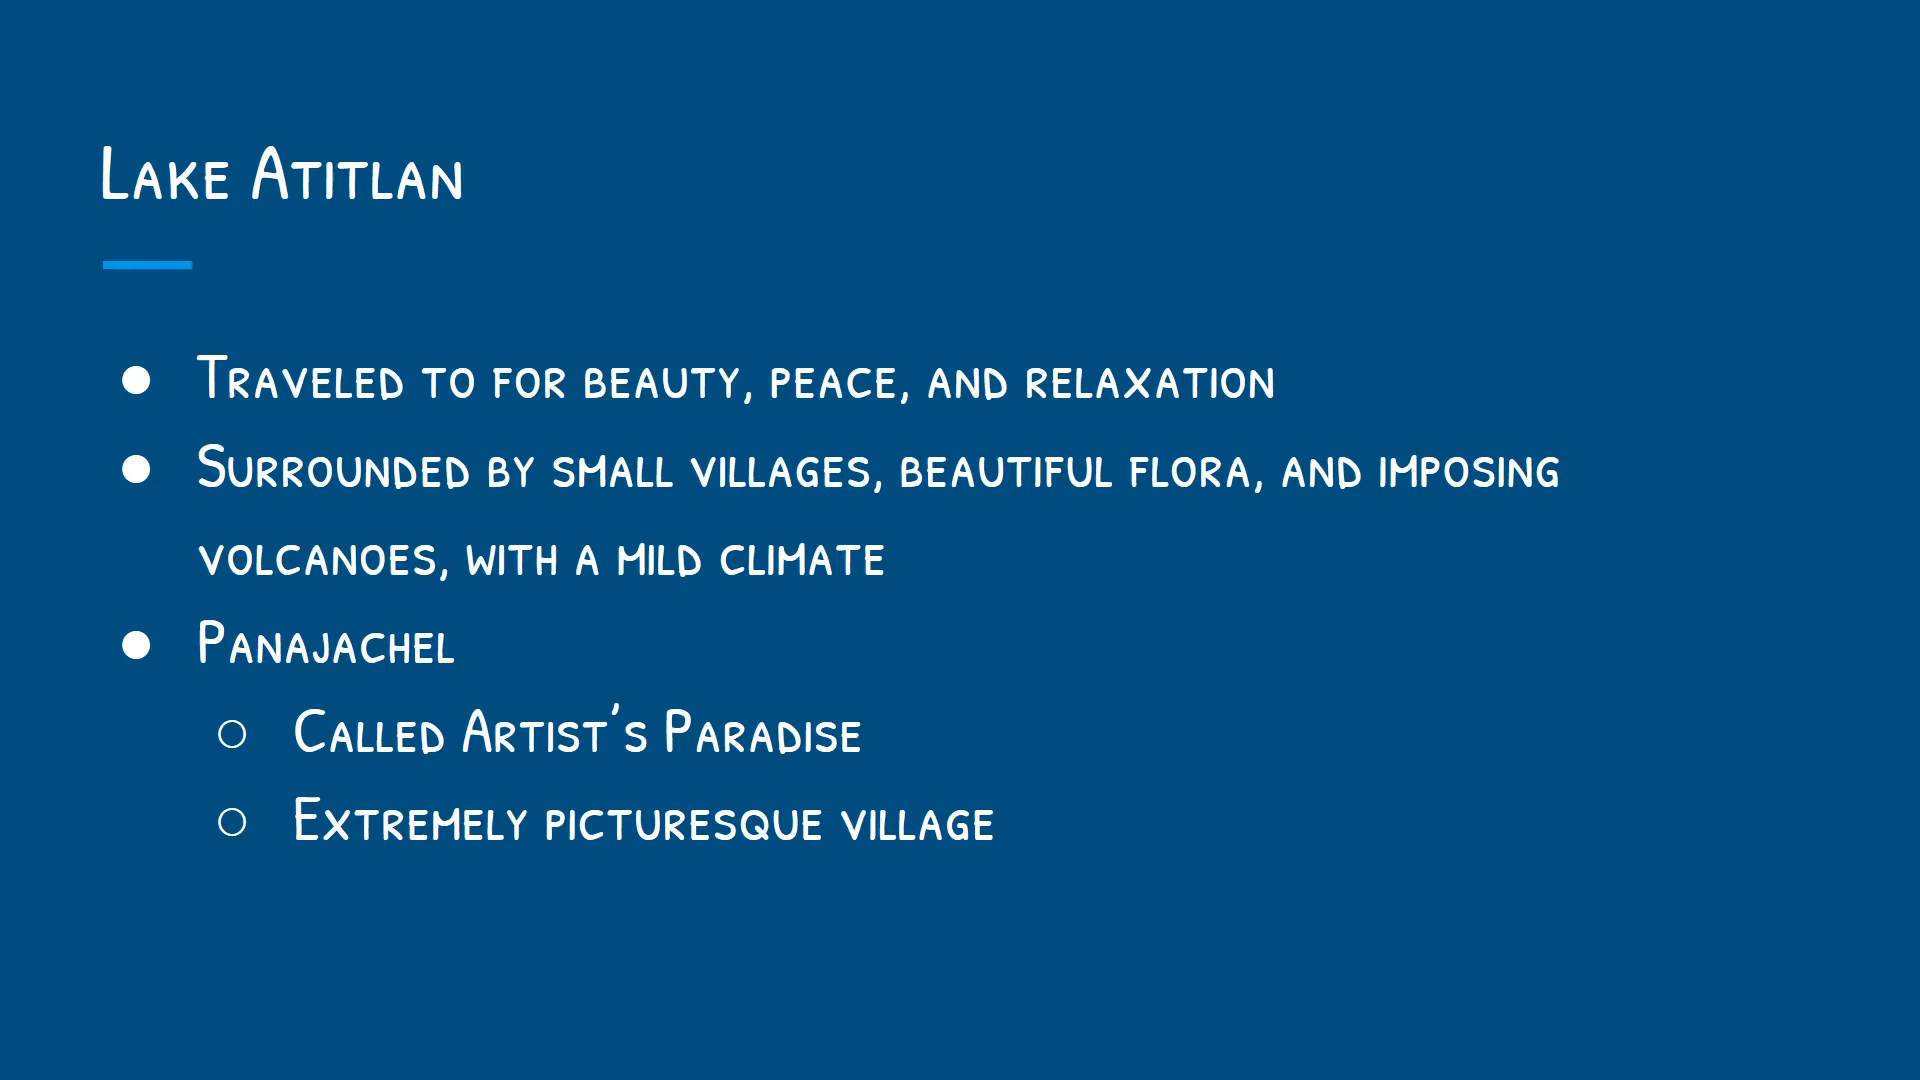 Lake Atitlan
● Traveled to for beauty, peace, and relaxation
● Surrounded by small villages, beautiful flora, and imposing
volcanoes, with a mild climate
● Panajachel
○ Called Artist's Paradise
○ Extremely picturesque village